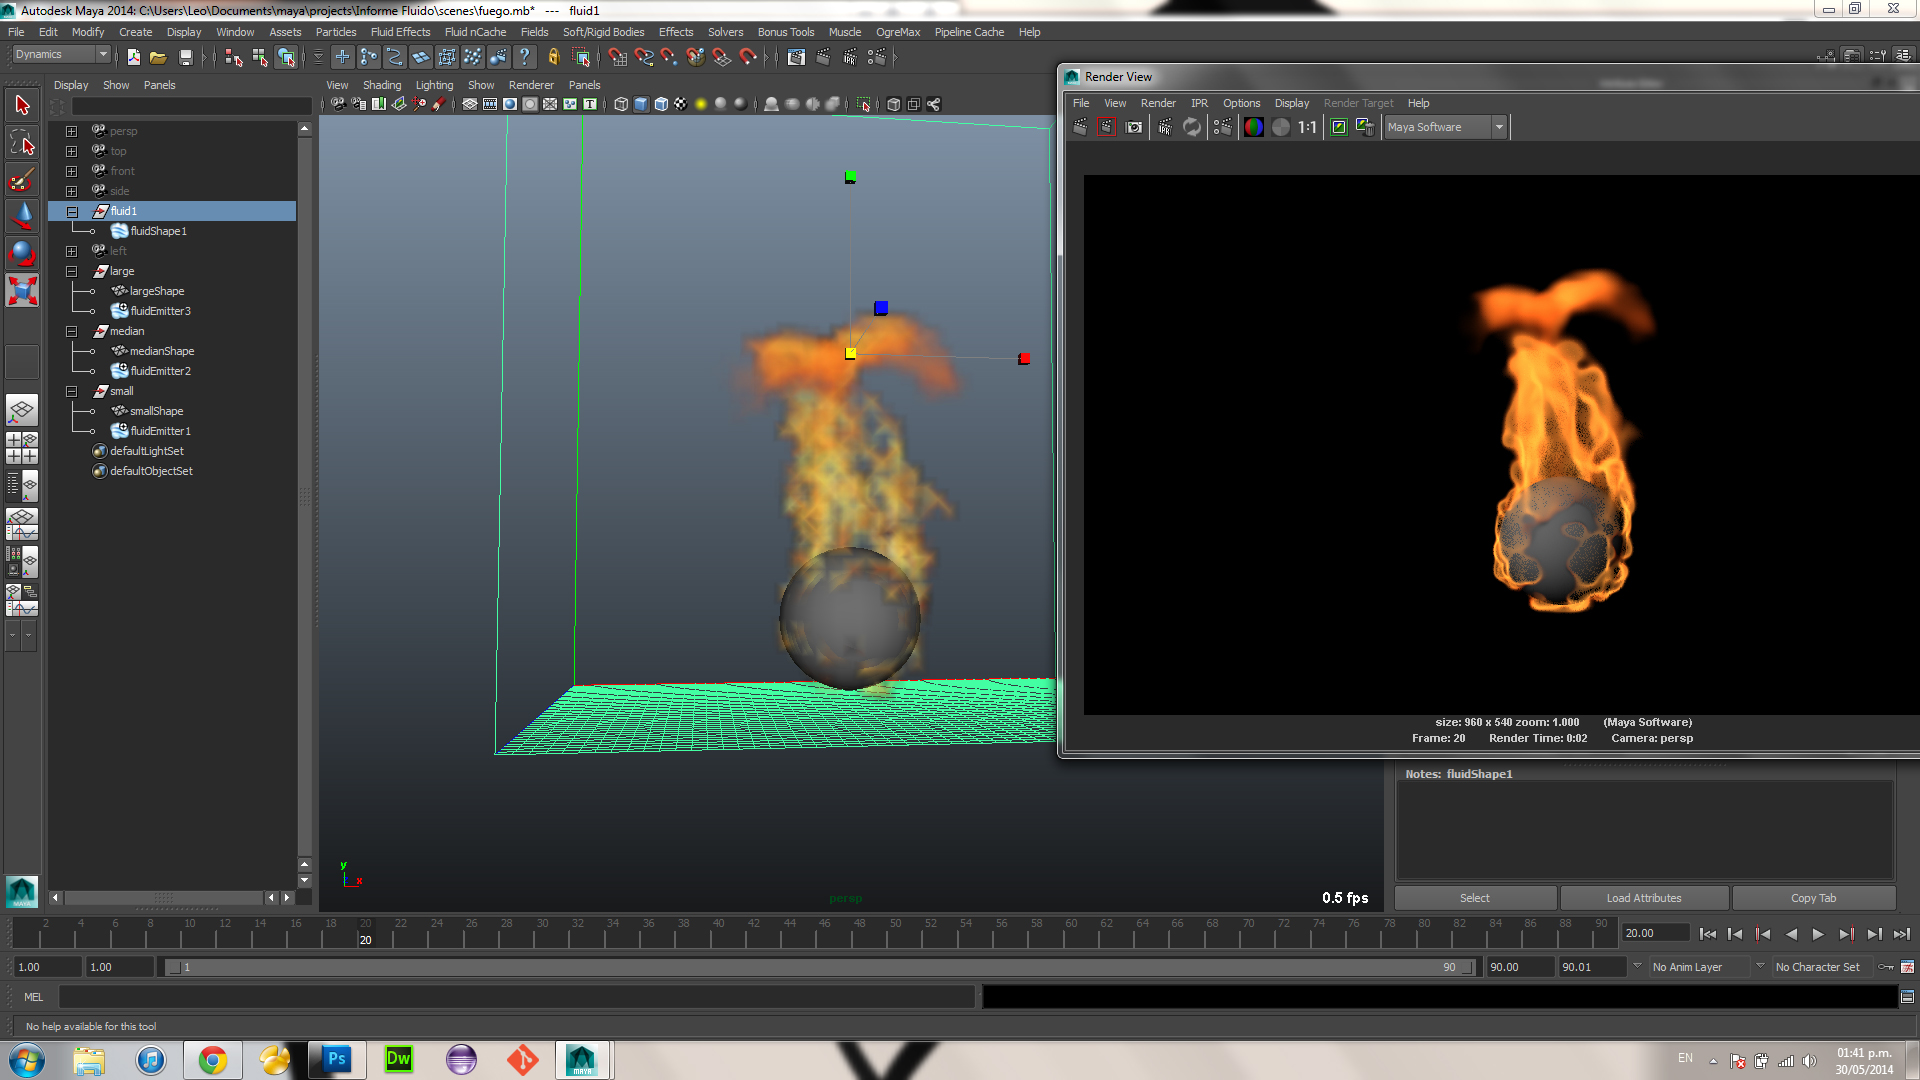 Autodesk Maya 2014: C:\Users\Leo\Documents\maya\projects\Informe Fluido\scenes\fuego.mb* --- fluid1
File Edit Modify Create Display Window Assets Particles Fluid Effects Fluid nCache Fields Soft/Rigid Bodies Effects Solvers Bonus Tools Muscle OgreMax Pipeline Cache Help
Dynamics
Display Show Panels
View Shading Lighting Show Renderer Panels
persp
top
front
side
fluid1
fluidShape1
left
large
largeShape
fluidEmitter3
median
medianShape
fluidEmitter2
small
smallShape
fluidEmitter1
defaultLightSet
defaultObjectSet
y
x
persp
0.5 fps
Render View
File View Render IPR Options Display Render Target Help
1:1 Maya Software
size: 960 x 540 zoom: 1.000 (Maya Software)
Frame: 20 Render Time: 0:02 Camera: persp
Notes: fluidShape1
Select Load Attributes Copy Tab
2 4 6 8 10 12 14 16 18 20 22 24 26 28 30 32 34 36 38 40 42 44 46 48 50 52 54 56 58 60 62 64 66 68 70 72 74 76 78 80 82 84 86 88 90
20
20.00
1.00 1.00 1 90 90.00 90.01 No Anim Layer No Character Set
MEL
No help available for this tool
Ps
Dw
MAYA
EN
01:41 p.m.
30/05/2014